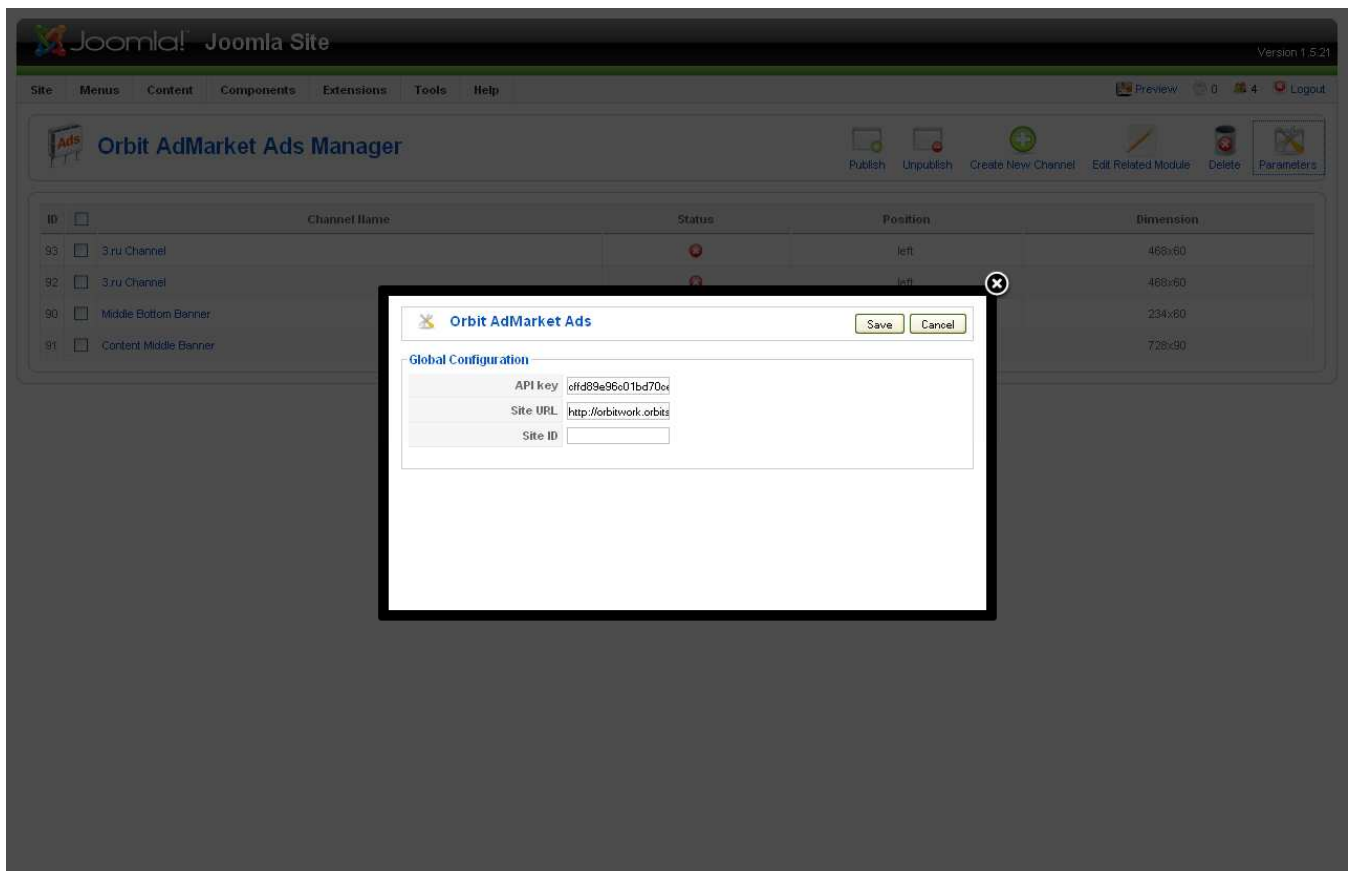 Joomla! Joomla Site
Version 1.5.21
Site Menus Content Components Extensions Tools Help Preview 0 4 Logout
Ads Orbit AdMarket Ads Manager
Publish Unpublish Create New Channel Edit Related Module Delete Parameters
ID Channel Name Status Position Dimension
93 3.ru Channel left 468x60
92 3.ru Channel left 468x60
90 Middle Bottom Banner 234x60
91 Content Middle Banner 728x90
Orbit AdMarket Ads Save Cancel
Global Configuration
API key cffd89e96c01bd70ce
Site URL http://orbitwork.orbits
Site ID